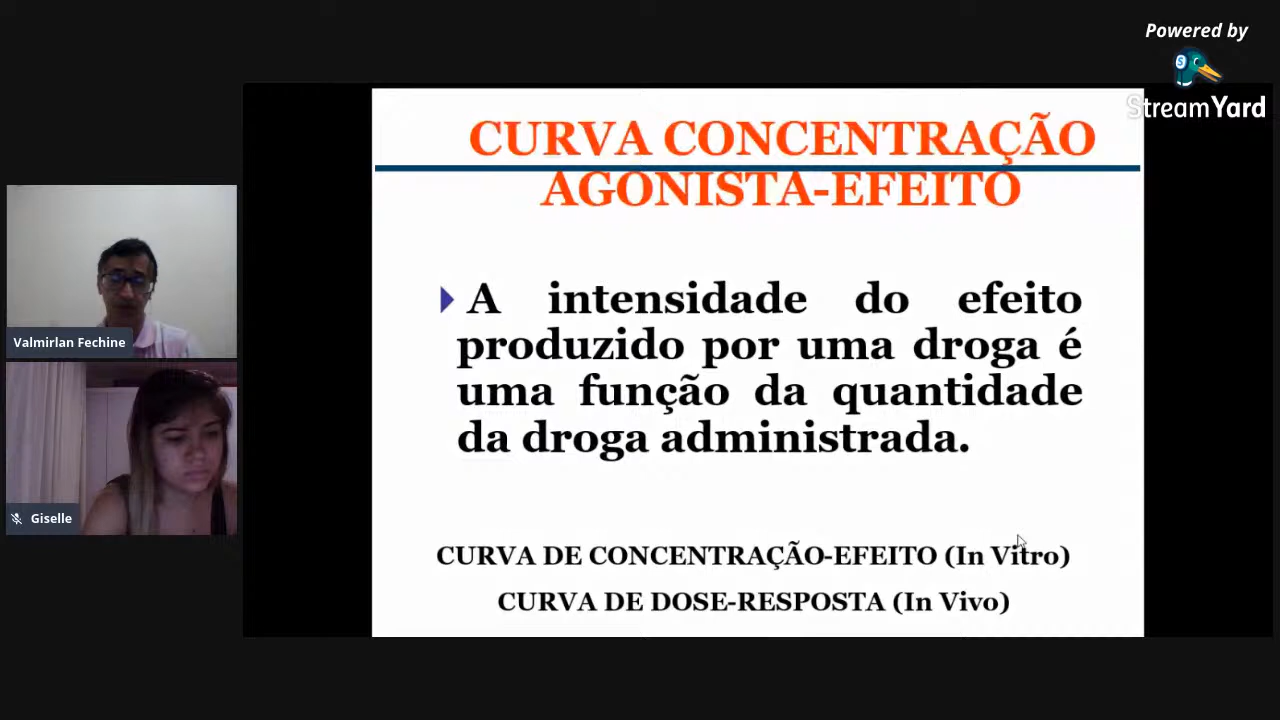 Powered by
StreamYard
CURVA CONCENTRAÇÃO
AGONISTA-EFEITO
A intensidade do efeito
produzido por uma droga é
uma função da quantidade
da droga administrada.
CURVA DE CONCENTRAÇÃO-EFEITO (In Vitro)
CURVA DE DOSE-RESPOSTA (In Vivo)
Valmirlan Fechine
Giselle